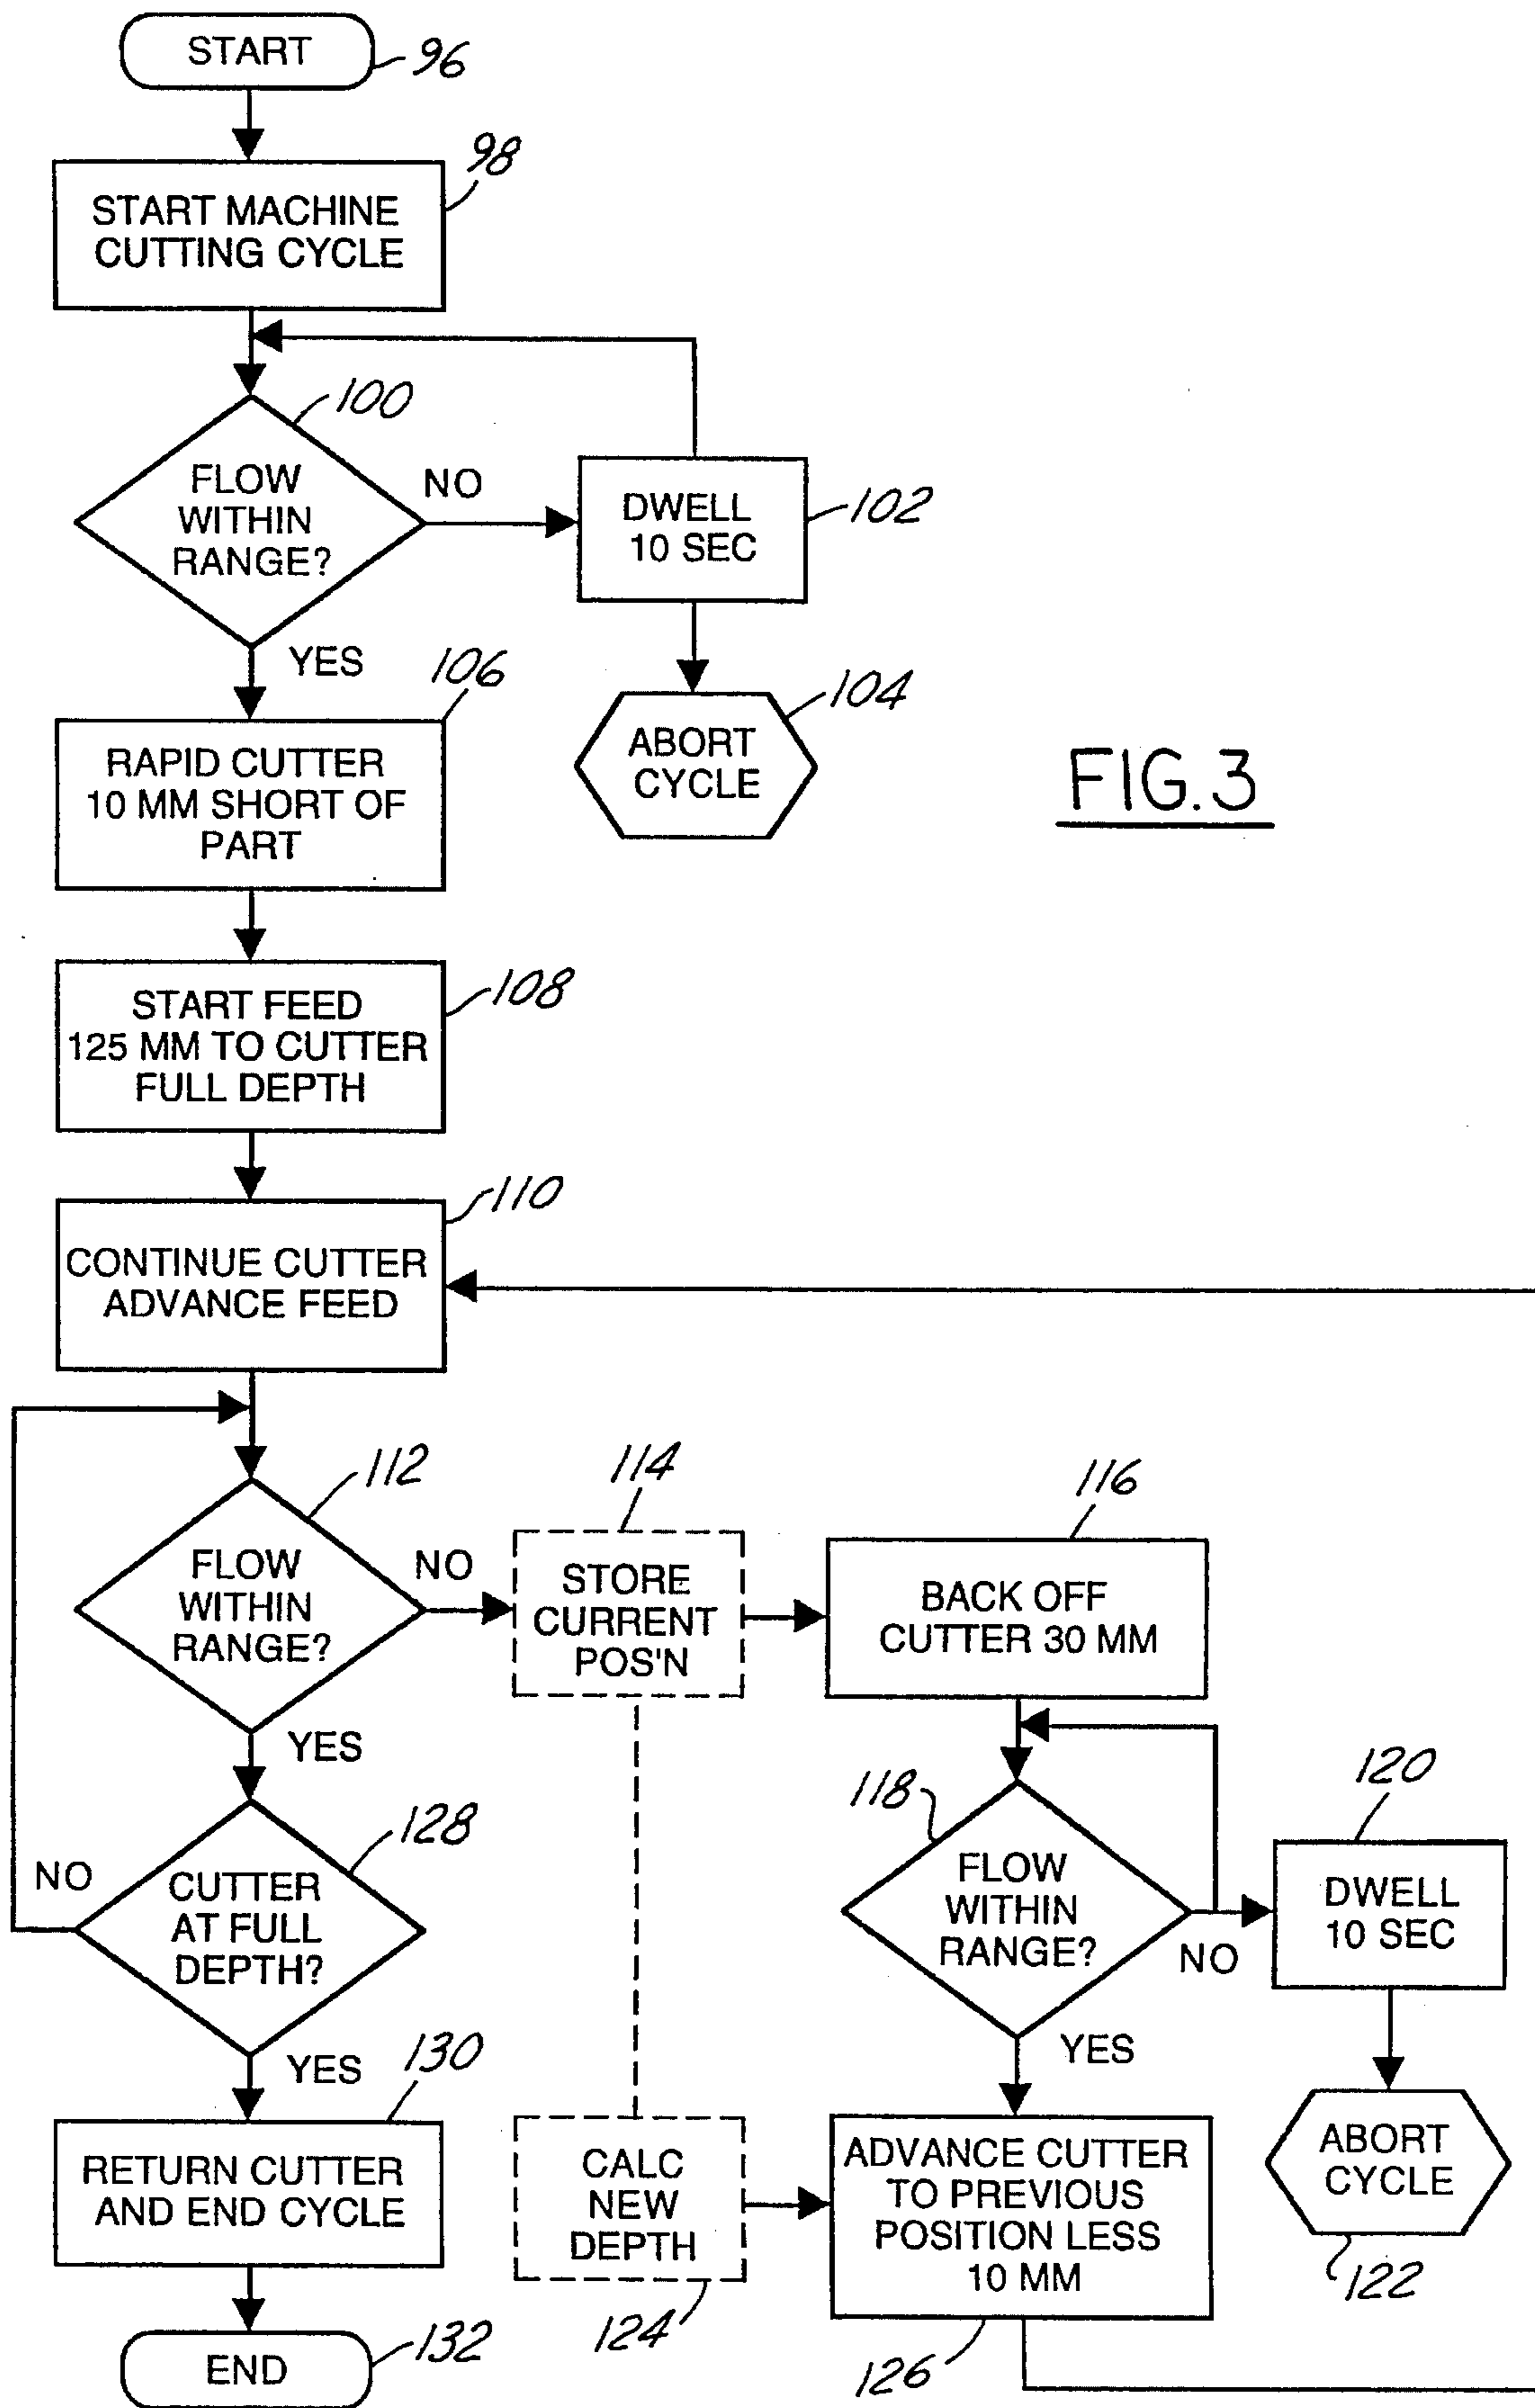 START
96
98
START MACHINE
CUTTING CYCLE
100
FLOW
WITHIN
RANGE?
NO
DWELL
10 SEC
102
YES
106
104
ABORT
CYCLE
RAPID CUTTER
10 MM SHORT OF
PART
FIG.3
START FEED
125 MM TO CUTTER
FULL DEPTH
108
110
CONTINUE CUTTER
ADVANCE FEED
112
FLOW
WITHIN
RANGE?
NO
114
STORE
CURRENT
POS'N
116
BACK OFF
CUTTER 30 MM
YES
118
FLOW
WITHIN
RANGE?
NO
120
DWELL
10 SEC
128
NO
CUTTER
AT FULL
DEPTH?
YES
YES
130
RETURN CUTTER
AND END CYCLE
CALC
NEW
DEPTH
124
ADVANCE CUTTER
TO PREVIOUS
POSITION LESS
10 MM
126
ABORT
CYCLE
122
END
132